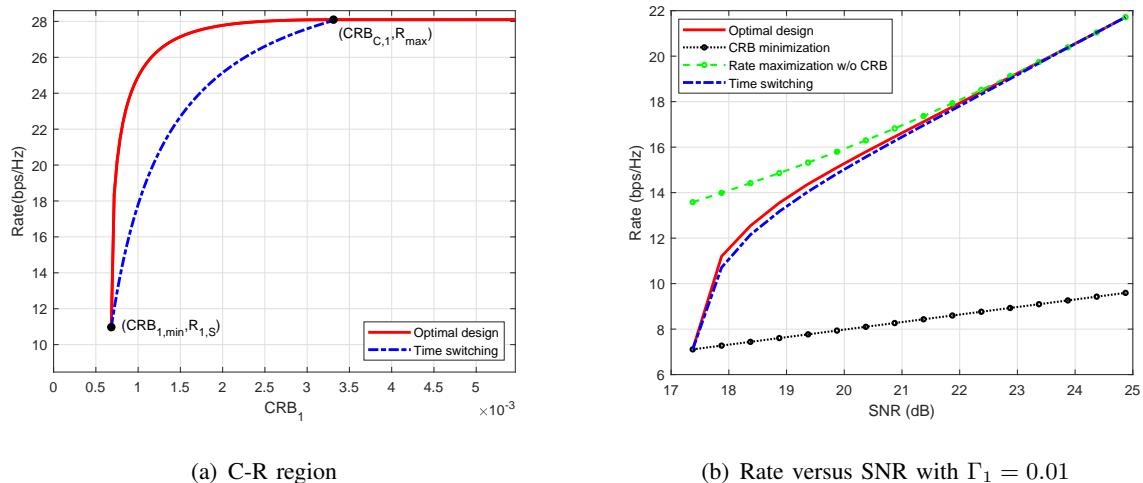 28
26
24
22
20
18
16
14
12
10
Rate(bps/Hz)
(CRB_{C,1},R_{max})
(CRB_{1,min},R_{1,S})
Optimal design
Time switching
0 0.5 1 1.5 2 2.5 3 3.5 4 4.5 5
CRB_1
×10^{-3}
(a) C-R region
22
20
18
16
14
12
10
8
6
Rate (bps/Hz)
Optimal design
CRB minimization
Rate maximization w/o CRB
Time switching
17 18 19 20 21 22 23 24 25
SNR (dB)
(b) Rate versus SNR with Γ_1 = 0.01